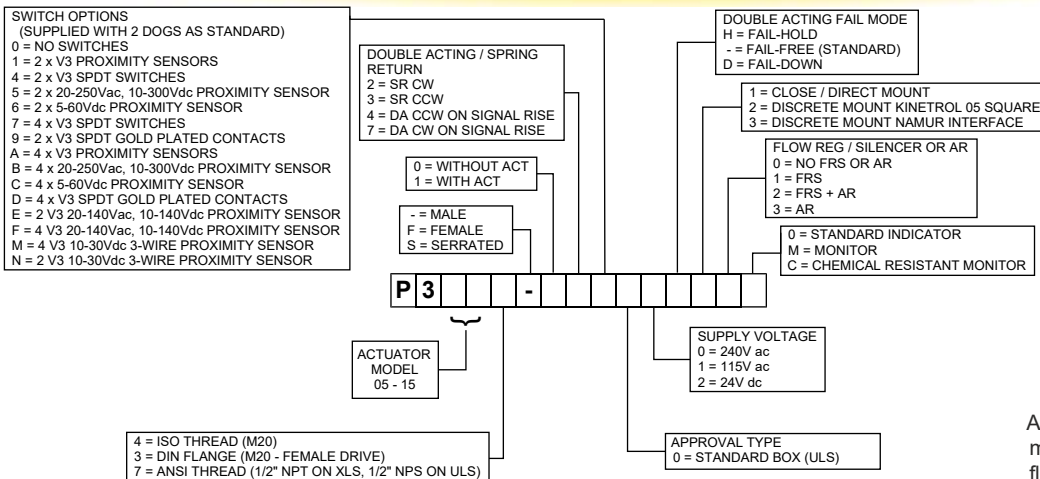 SWITCH OPTIONS
(SUPPLIED WITH 2 DOGS AS STANDARD)
0 = NO SWITCHES
1 = 2 x V3 PROXIMITY SENSORS
4 = 2 x V3 SPDT SWITCHES
5 = 2 x 20-250Vac, 10-300Vdc PROXIMITY SENSOR
6 = 2 x 5-60Vdc PROXIMITY SENSOR
7 = 4 x V3 SPDT SWITCHES
9 = 2 x V3 SPDT GOLD PLATED CONTACTS
A = 4 x V3 PROXIMITY SENSORS
B = 4 x 20-250Vac, 10-300Vdc PROXIMITY SENSOR
C = 4 x 5-60Vdc PROXIMITY SENSOR
D = 4 x V3 SPDT GOLD PLATED CONTACTS
E = 2 V3 20-140Vac, 10-140Vdc PROXIMITY SENSOR
F = 4 V3 20-140Vac, 10-140Vdc PROXIMITY SENSOR
M = 4 V3 10-30Vdc 3-WIRE PROXIMITY SENSOR
N = 2 V3 10-30Vdc 3-WIRE PROXIMITY SENSOR
DOUBLE ACTING / SPRING
RETURN
2 = SR CW
3 = SR CCW
4 = DA CCW ON SIGNAL RISE
7 = DA CW ON SIGNAL RISE
0 = WITHOUT ACT
1 = WITH ACT
- = MALE
F = FEMALE
S = SERRATED
DOUBLE ACTING FAIL MODE
H = FAIL-HOLD
- = FAIL-FREE (STANDARD)
D = FAIL-DOWN
1 = CLOSE / DIRECT MOUNT
2 = DISCRETE MOUNT KINETROL 05 SQUARE
3 = DISCRETE MOUNT NAMUR INTERFACE
FLOW REG / SILENCER OR AR
0 = NO FRS OR AR
1 = FRS
2 = FRS + AR
3 = AR
0 = STANDARD INDICATOR
M = MONITOR
C = CHEMICAL RESISTANT MONITOR
P 3 -
ACTUATOR
MODEL
05 - 15
SUPPLY VOLTAGE
0 = 240V ac
1 = 115V ac
2 = 24V dc
4 = ISO THREAD (M20)
3 = DIN FLANGE (M20 - FEMALE DRIVE)
7 = ANSI THREAD (1/2" NPT ON XLS, 1/2" NPS ON ULS)
APPROVAL TYPE
0 = STANDARD BOX (ULS)
A
m
fl